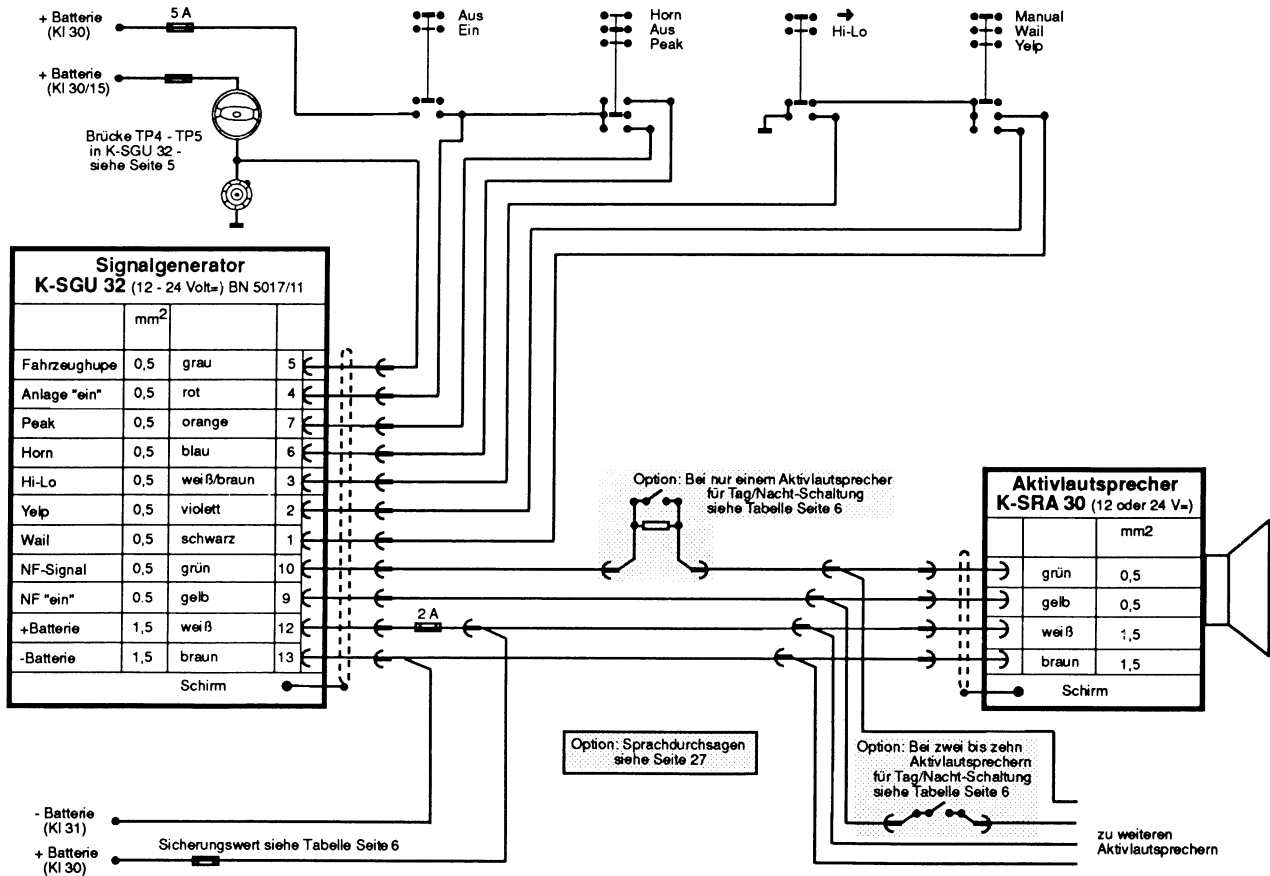 + Batterie
(Kl 30)
5 A
Aus
Ein
Horn
Aus
Peak
Hi-Lo
Manual
Wail
Yelp
+ Batterie
(Kl 30/15)
Brücke TP4 - TP5
in K-SGU 32 -
siehe Seite 5
Signalgenerator
K-SGU 32 (12 - 24 Volt=) BN 5017/11
mm2
Fahrzeughupe 0,5 grau 5
Anlage "ein" 0,5 rot 4
Peak 0,5 orange 7
Horn 0,5 blau 6
Hi-Lo 0,5 weiß/braun 3
Yelp 0,5 violett 2
Wail 0,5 schwarz 1
NF-Signal 0,5 grün 10
NF "ein" 0.5 gelb 9
+Batterie 1,5 weiß 12
-Batterie 1,5 braun 13
Schirm
2 A
Option: Bei nur einem Aktivlautsprecher
für Tag/Nacht-Schaltung
siehe Tabelle Seite 6
Aktivlautsprecher
K-SRA 30 (12 oder 24 V=)
mm2
grün 0,5
gelb 0,5
weiß 1,5
braun 1,5
Schirm
Option: Sprachdurchsagen
siehe Seite 27
Option: Bei zwei bis zehn
Aktivlautsprechern
für Tag/Nacht-Schaltung
siehe Tabelle Seite 6
- Batterie
(Kl 31)
+ Batterie
(Kl 30)
Sicherungswert siehe Tabelle Seite 6
zu weiteren
Aktivlautsprechern